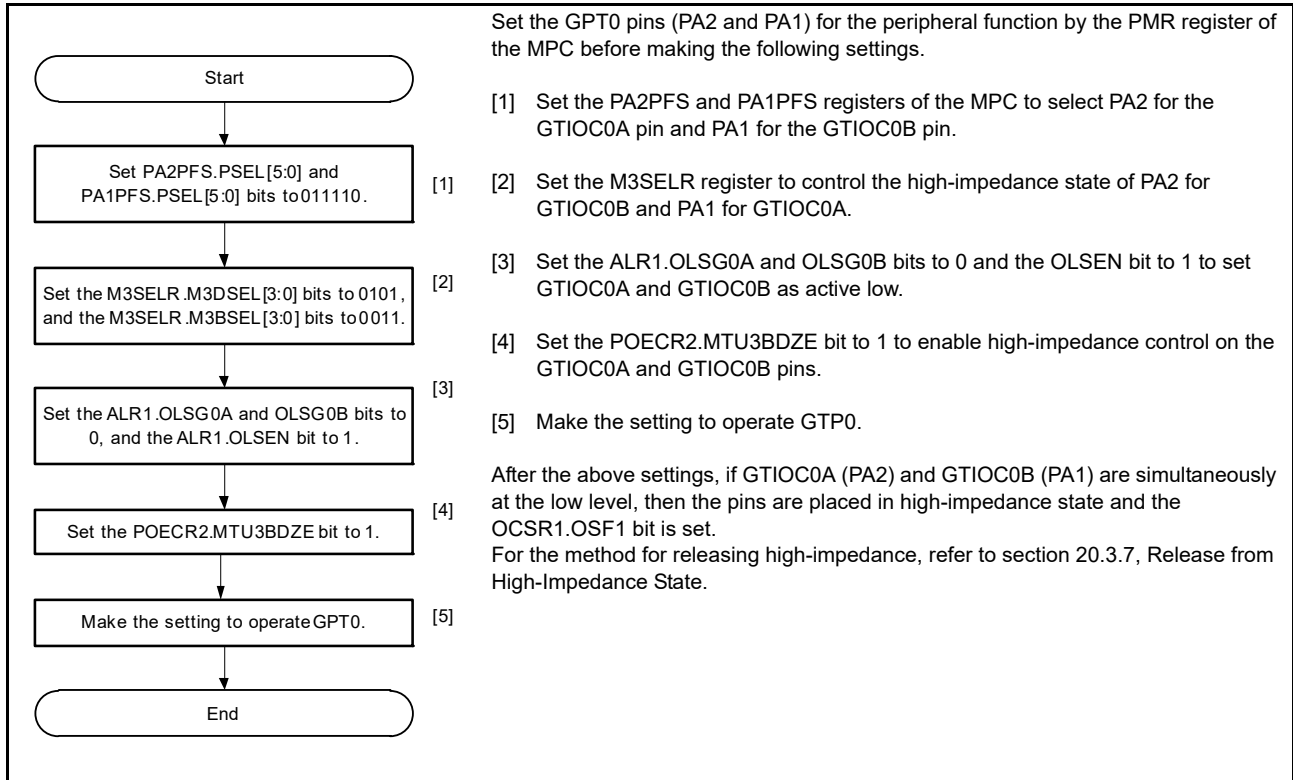 Start
Set PA2PFS.PSEL[5:0] and
PA1PFS.PSEL[5:0] bits to 011110.
[1]
Set the M3SELR.M3DSEL[3:0] bits to 0101,
and the M3SELR.M3BSEL[3:0] bits to 0011.
[2]
Set the ALR1.OLSG0A and OLSG0B bits to
0, and the ALR1.OLSEN bit to 1.
[3]
Set the POECR2.MTU3BDZE bit to 1.
[4]
Make the setting to operate GPT0.
[5]
End
Set the GPT0 pins (PA2 and PA1) for the peripheral function by the PMR register of
the MPC before making the following settings.
[1] Set the PA2PFS and PA1PFS registers of the MPC to select PA2 for the
GTIOC0A pin and PA1 for the GTIOC0B pin.
[2] Set the M3SELR register to control the high-impedance state of PA2 for
GTIOC0B and PA1 for GTIOC0A.
[3] Set the ALR1.OLSG0A and OLSG0B bits to 0 and the OLSEN bit to 1 to set
GTIOC0A and GTIOC0B as active low.
[4] Set the POECR2.MTU3BDZE bit to 1 to enable high-impedance control on the
GTIOC0A and GTIOC0B pins.
[5] Make the setting to operate GTP0.
After the above settings, if GTIOC0A (PA2) and GTIOC0B (PA1) are simultaneously
at the low level, then the pins are placed in high-impedance state and the
OCSR1.OSF1 bit is set.
For the method for releasing high-impedance, refer to section 20.3.7, Release from
High-Impedance State.